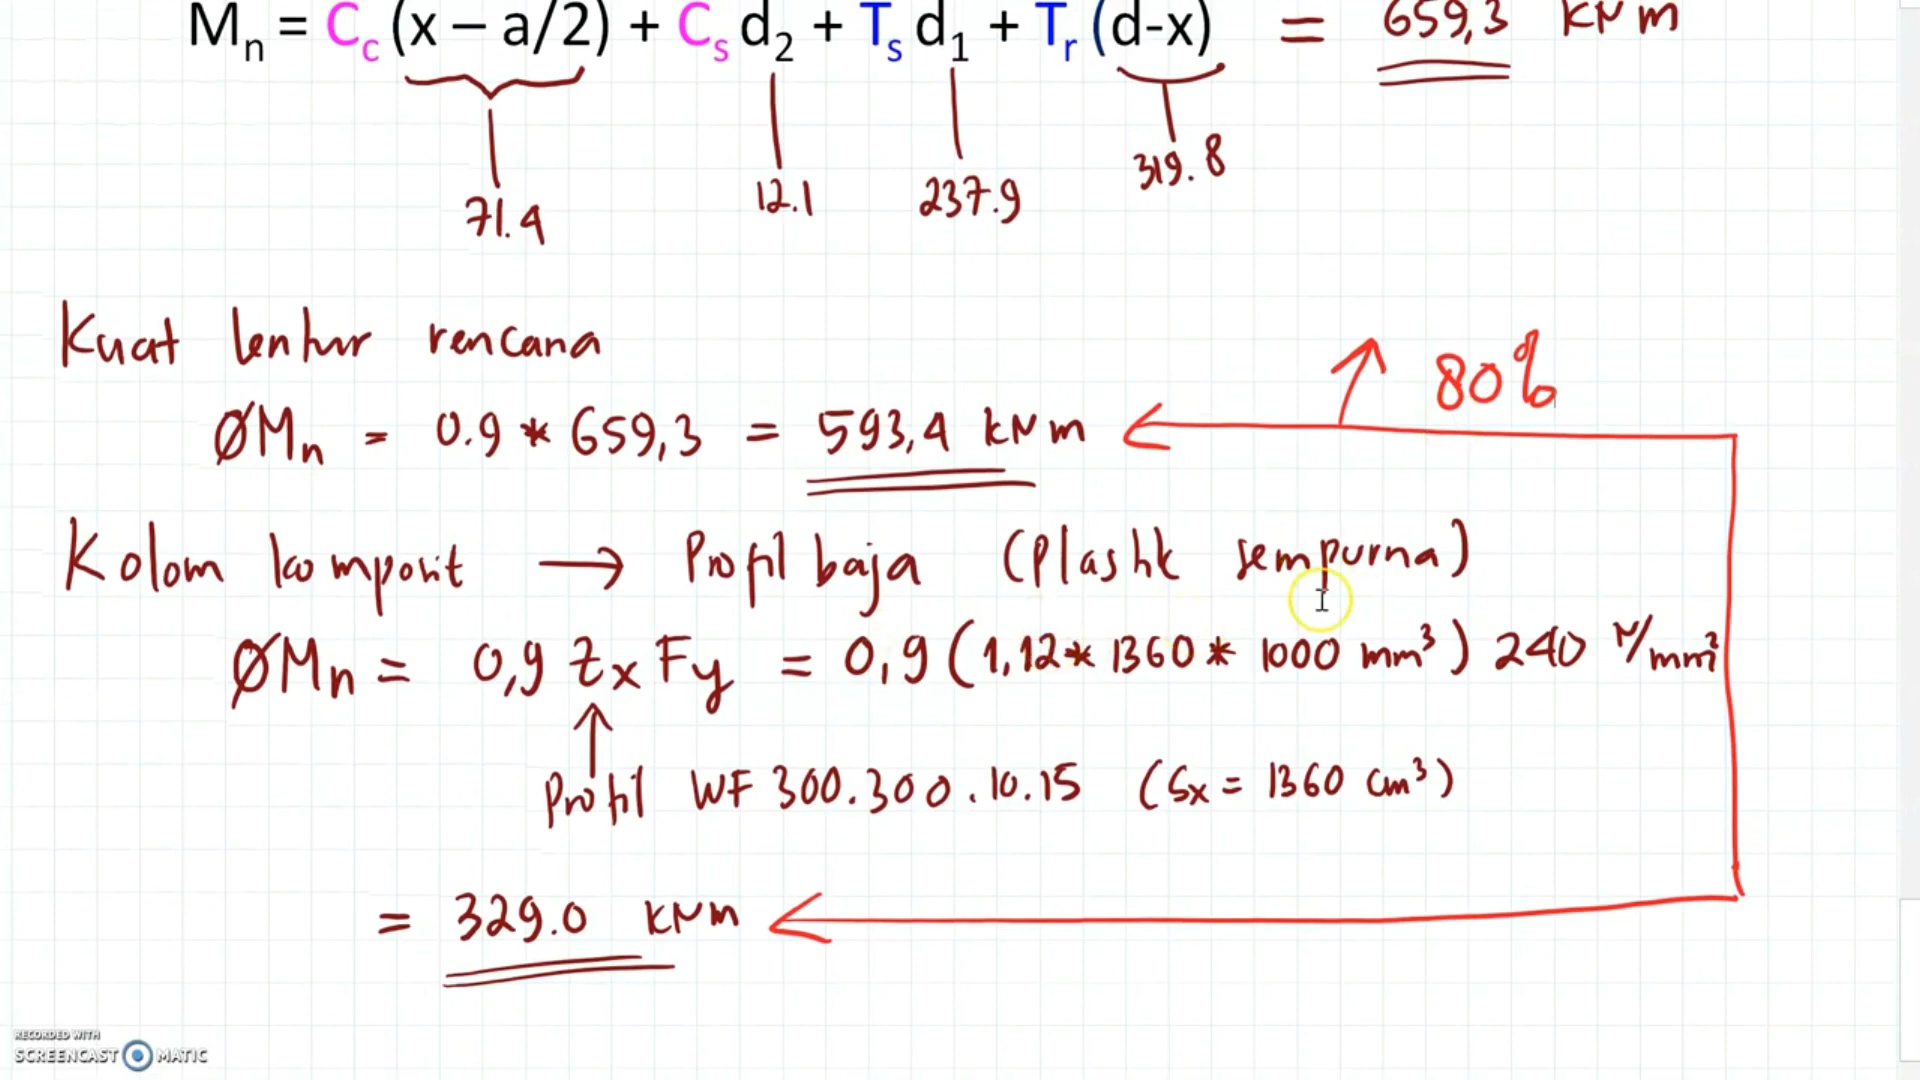 Mn = Cc (x – a/2) + Cs d2 + Ts d1 + Tr (d-x) = 659,3 kNm
71.4 12.1 237.9 319.8
Kuat lentur rencana
80%
ØMn = 0.9 * 659,3 = 593,4 kNm
Kolom komposit → Profil baja (Plastik sempurna)
ØMn = 0,9 Zx Fy = 0,9 (1,12 * 1360 * 1000 mm³) 240 N/mm²
Profil WF 300.300.10.15 (Sx = 1360 cm³)
= 329.0 kNm
RECORDED WITH
SCREENCAST MATIC